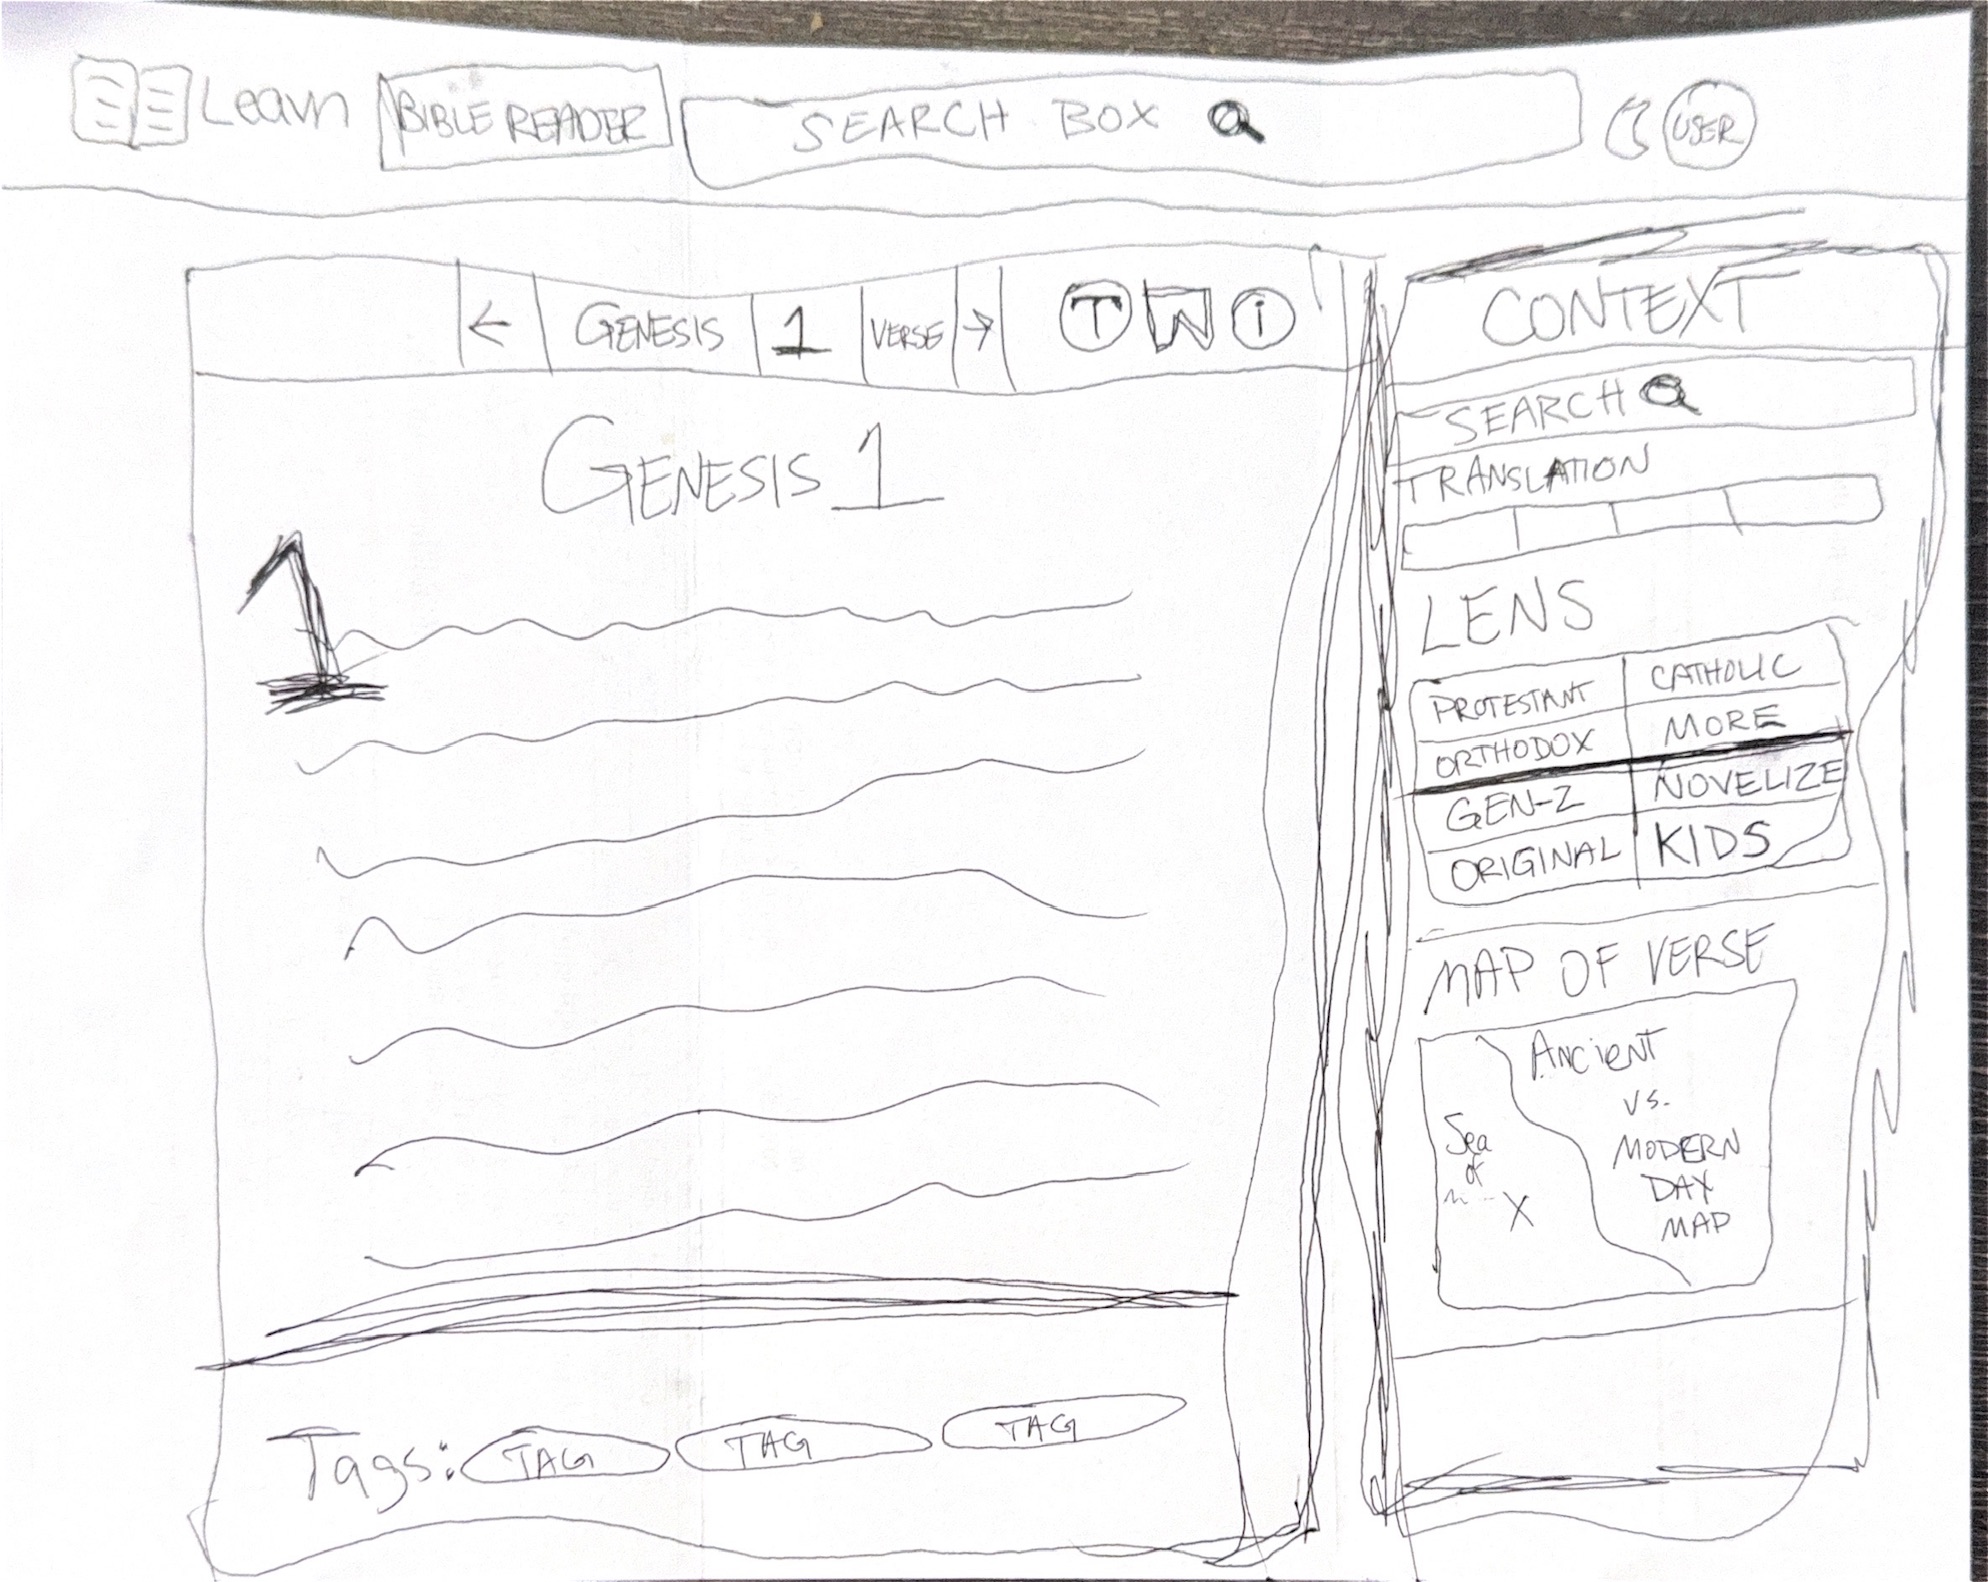 Learn BIBLE READER SEARCH BOX USER
← GENESIS 1 VERSE → T i
GENESIS 1
1
Tags: TAG TAG TAG
CONTEXT
SEARCH
TRANSLATION
LENS
PROTESTANT CATHOLIC
ORTHODOX MORE
GEN-Z NOVELIZE
ORIGINAL KIDS
MAP OF VERSE
Ancient
vs.
MODERN
DAY
MAP
Sea
of
X